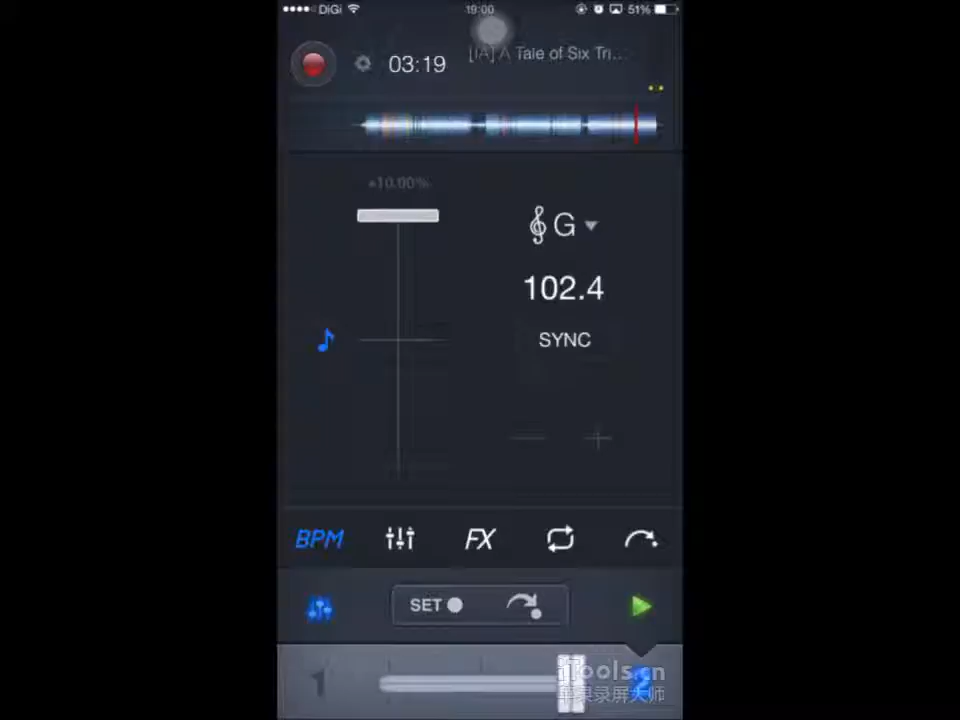 DiGi 19:00 51%
03:19 [IA] A Tale of Six Tri...
+10.00%
G
102.4
SYNC
BPM FX
SET
1 2
iTools.cn
苹果录屏大师